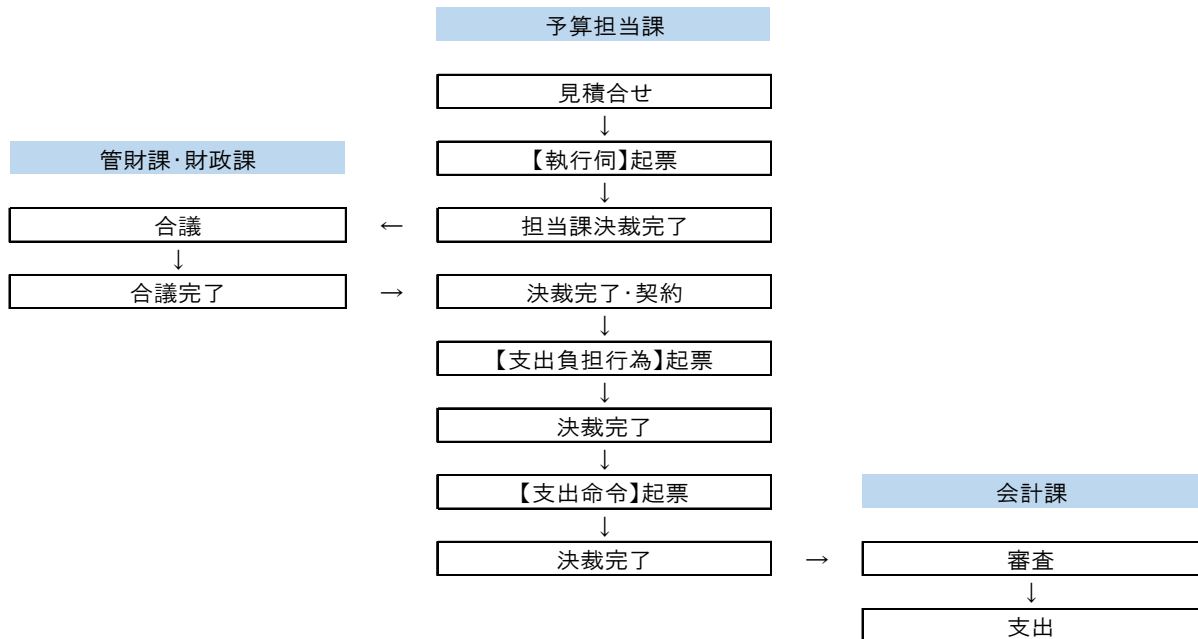 予算担当課
見積合せ
↓
管財課・財政課
【執行伺】起票
↓
合議
←
担当課決裁完了
↓
合議完了
→
決裁完了・契約
↓
【支出負担行為】起票
↓
決裁完了
↓
【支出命令】起票
会計課
↓
決裁完了
→
審査
↓
支出